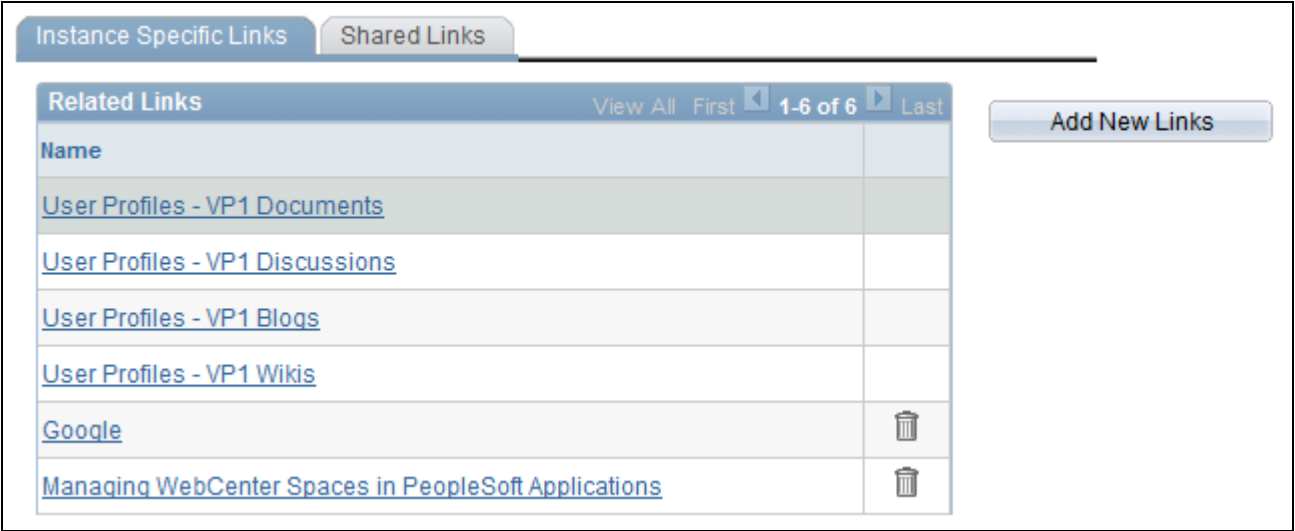 Instance Specific Links Shared Links
Related Links View All First 1-6 of 6 Last
Add New Links
Name
User Profiles - VP1 Documents
User Profiles - VP1 Discussions
User Profiles - VP1 Blogs
User Profiles - VP1 Wikis
Google
Managing WebCenter Spaces in PeopleSoft Applications